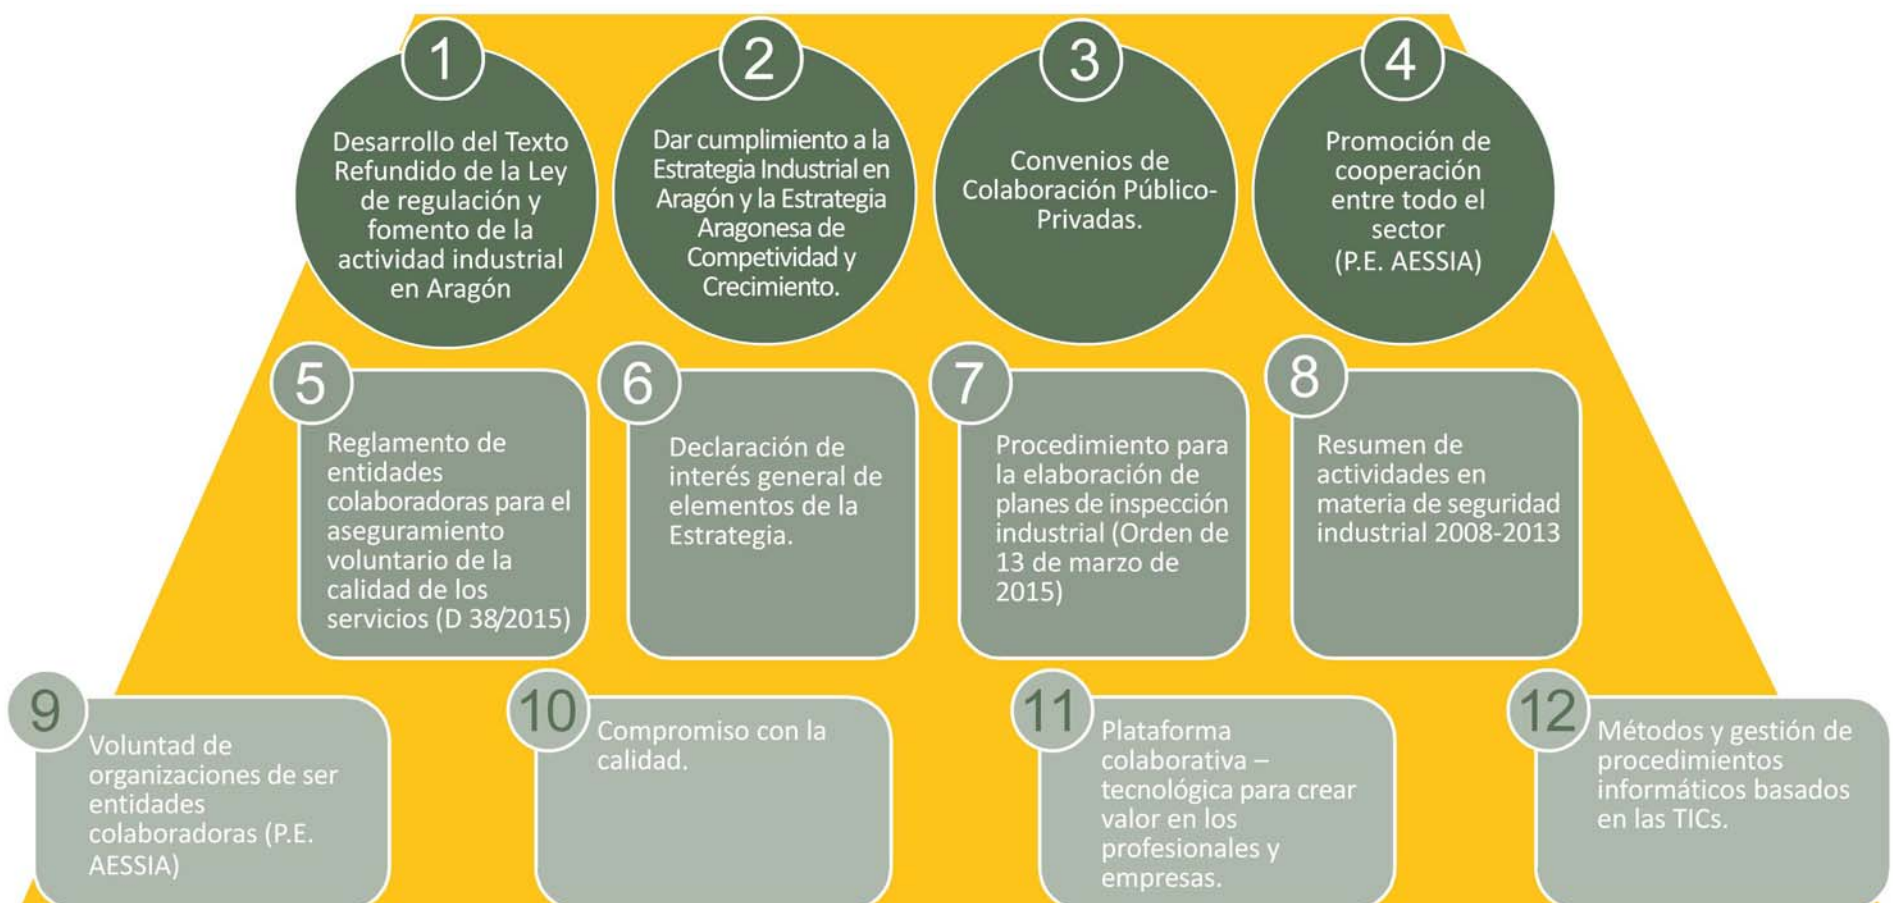 1
Desarrollo del Texto
Refundido de la Ley
de regulación y
fomento de la
actividad industrial
en Aragón
2
Dar cumplimiento a la
Estrategia Industrial en
Aragón y la Estrategia
Aragonesa de
Competividad y
Crecimiento.
3
Convenios de
Colaboración Público-
Privadas.
4
Promoción de
cooperación
entre todo el
sector
(P.E. AESSIA)
5
Reglamento de
entidades
colaboradoras para el
aseguramiento
voluntario de la
calidad de los
servicios (D 38/2015)
6
Declaración de
interés general de
elementos de la
Estrategia.
7
Procedimiento para
la elaboración de
planes de inspección
industrial (Orden de
13 de marzo de
2015)
8
Resumen de
actividades en
materia de seguridad
industrial 2008-2013
9
Voluntad de
organizaciones de ser
entidades
colaboradoras (P.E.
AESSIA)
10
Compromiso con la
calidad.
11
Plataforma
colaborativa –
tecnológica para crear
valor en los
profesionales y
empresas.
12
Métodos y gestión de
procedimientos
informáticos basados
en las TICs.